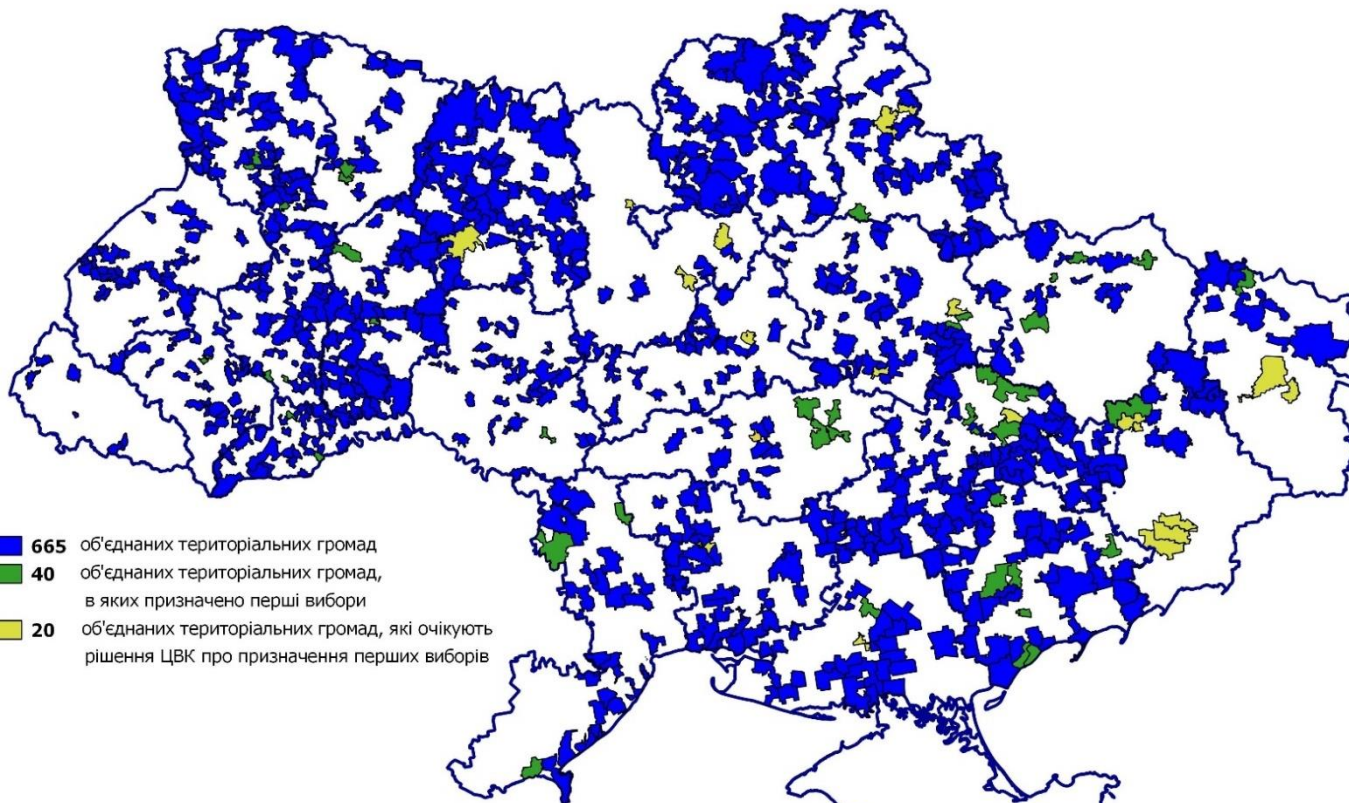 665 об'єднаних територіальних громад
40 об'єднаних територіальних громад,
в яких призначено перші вибори
20 об'єднаних територіальних громад, які очікують
рішення ЦВК про призначення перших виборів